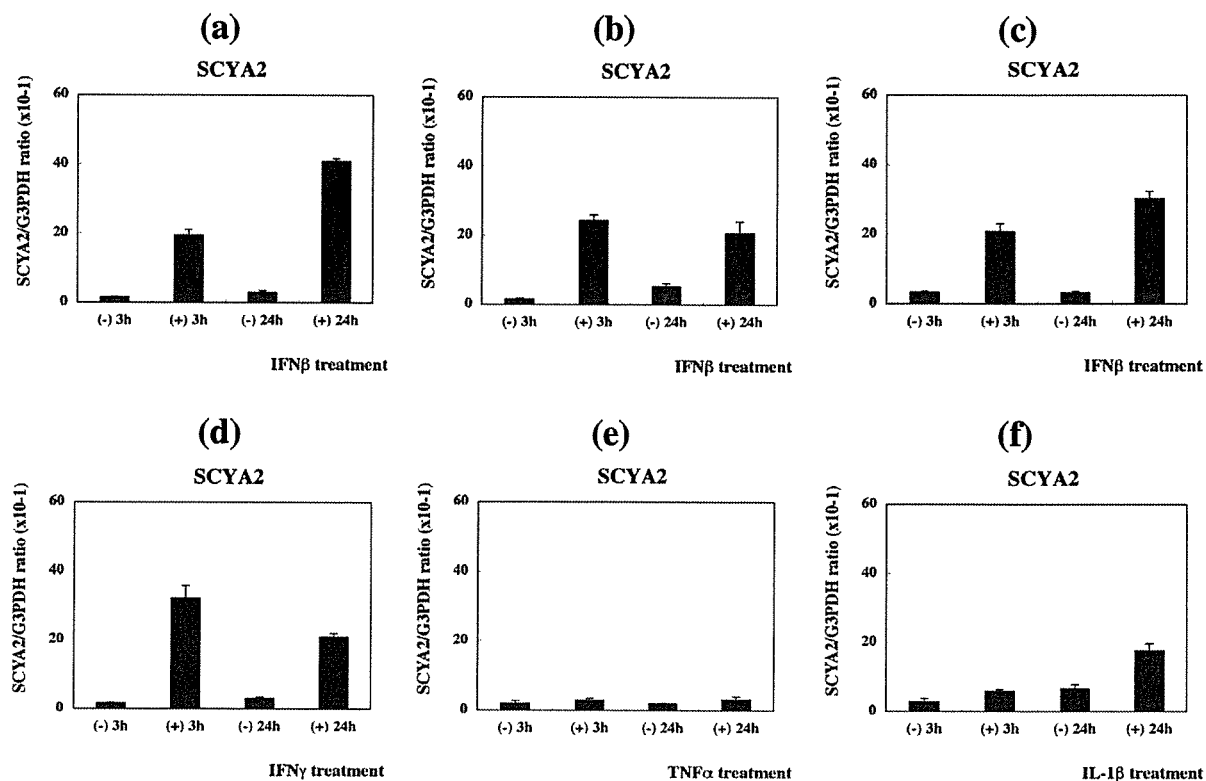 (a)
SCYA2
SCYA2/G3PDH ratio (x10-1)
60
40
20
0
(-) 3h (+) 3h (-) 24h (+) 24h
IFNβ treatment
(b)
SCYA2
SCYA2/G3PDH ratio (x10-1)
60
40
20
0
(-) 3h (+) 3h (-) 24h (+) 24h
IFNβ treatment
(c)
SCYA2
SCYA2/G3PDH ratio (x10-1)
60
40
20
0
(-) 3h (+) 3h (-) 24h (+) 24h
IFNβ treatment
(d)
SCYA2
SCYA2/G3PDH ratio (x10-1)
60
40
20
0
(-) 3h (+) 3h (-) 24h (+) 24h
IFNγ treatment
(e)
SCYA2
SCYA2/G3PDH ratio (x10-1)
60
40
20
0
(-) 3h (+) 3h (-) 24h (+) 24h
TNFα treatment
(f)
SCYA2
SCYA2/G3PDH ratio (x10-1)
60
40
20
0
(-) 3h (+) 3h (-) 24h (+) 24h
IL-1β treatment